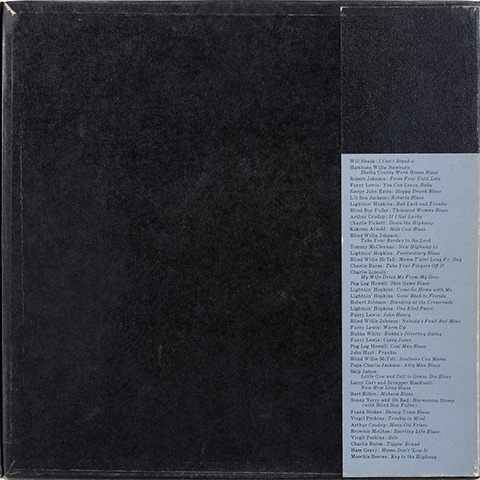 Will Shade: I Can't Stand it
Hambone Willie Newburn:
Shelby County Work House Blues
Robert Johnson: From Four Until Late
Furry Lewis: You Can Leave, Baby
Sleepy John Estes: Sloppy Drunk Blues
L'il Son Jackson: Roberta Blues
Lightnin' Hopkins: Bad Luck and Trouble
Blind Boy Fuller: Thousand Women Blues
Arthur Crudup: If I Get Lucky
Charlie Pickett: Down the Highway
Kokomo Arnold: Milk Cow Blues
Blind Willie Johnson:
Take Your Burden to the Lord
Tommy McClennan: New Highway 51
Lightnin' Hopkins: Penitentiary Blues
Blind Willie McTell: Mama T'aint Long Fo' Day
Charlie Burse: Take Your Fingers Off It
Charlie Lincoln:
My Wife Drove Me From My Door
Peg Leg Howell: Skin Game Blues
Lightnin' Hopkins: Come Go Home with Me
Lightnin' Hopkins: Goin' Back to Florida
Robert Johnson: Standing at the Crossroads
Lightnin' Hopkins: One Kind Favor
Furry Lewis: John Henry
Blind Willie Johnson: Nobody's Fault But Mine
Furry Lewis: Warm Up
Bukka White: Bukka's Jitterbug Swing
Furry Lewis: Casey Jones
Peg Leg Howell: Coal Man Blues
John Hurt: Frankie
Blind Willie McTell: Southern Can Mama
Papa Charlie Jackson: Airy Man Blues
Skip James:
Little Cow and Calf is Gonna Die Blues
Leroy Carr and Scrapper Blackwell:
New How Long Blues
Bert Bilbro: Mohana Blues
Sonny Terry and Oh Red: Harmonica Stomp
(with Blind Boy Fuller)
Frank Stokes: Shiney Town Blues
Virgil Perkins: Trouble in Mind
Arthur Crudup: Mean Old Frisco
Brownie McGhee: Sporting Life Blues
Virgil Perkins: Solo
Charlie Burse: Tippin' Round
Ham Gravy: Mama Don't 'Low It
Moochie Reeves: Key to the Highway